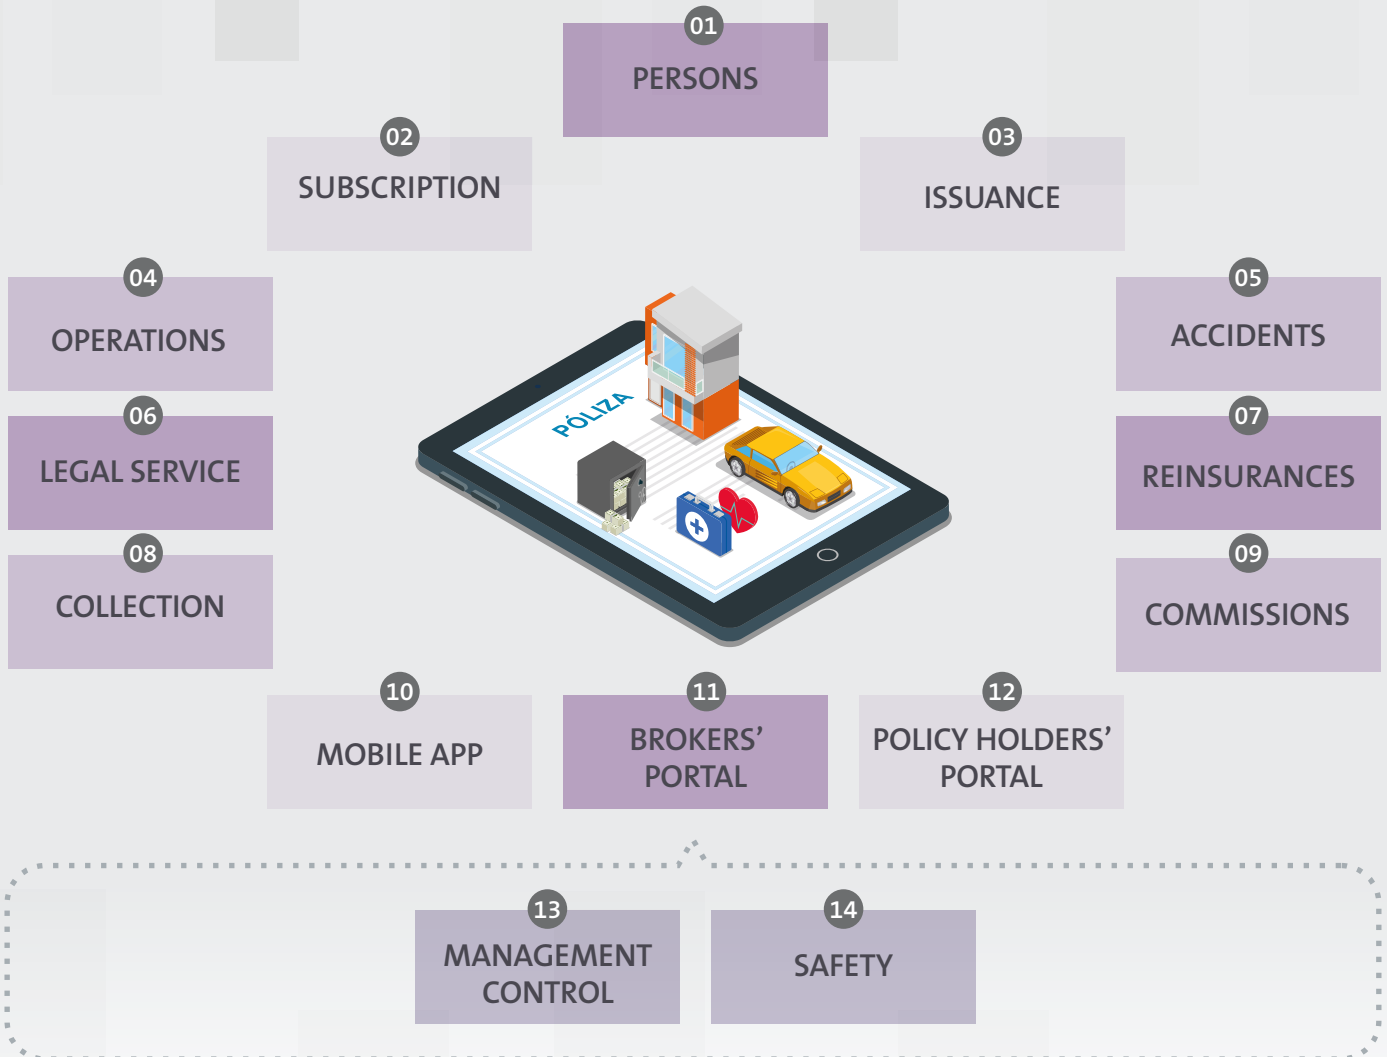 01
PERSONS
02
SUBSCRIPTION
03
ISSUANCE
04
OPERATIONS
05
ACCIDENTS
PÓLIZA
06
LEGAL SERVICE
07
REINSURANCES
08
COLLECTION
09
COMMISSIONS
10
MOBILE APP
11
BROKERS’
PORTAL
12
POLICY HOLDERS’
PORTAL
13
MANAGEMENT
CONTROL
14
SAFETY